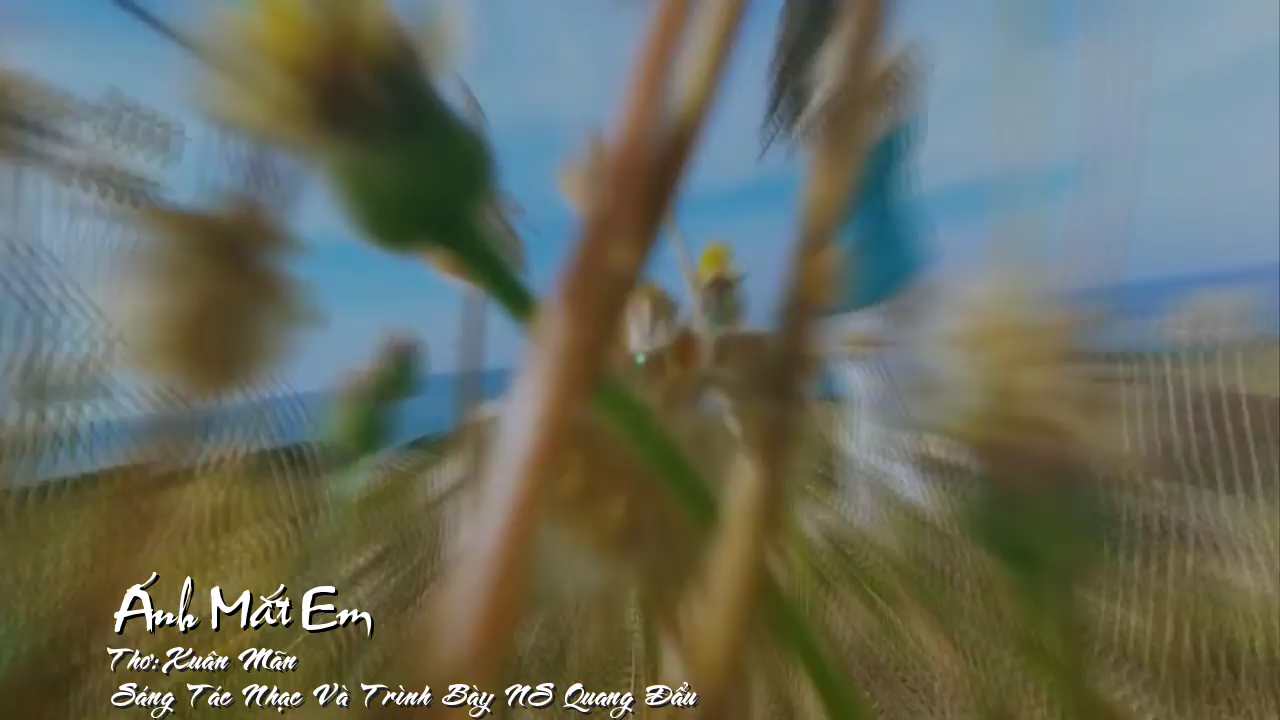 Ánh Mắt Em
Thơ: Xuân Mãn
Sáng Tác Nhạc Và Trình Bày NS Quang Đẩu